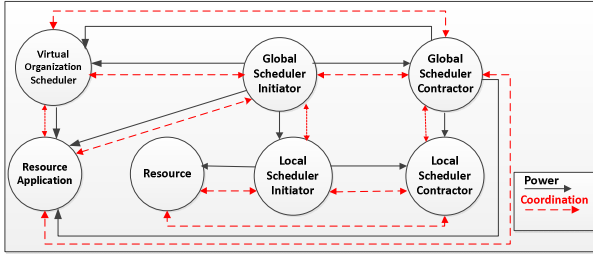 Virtual
Organization
Scheduler
Global
Scheduler
Initiator
Global
Scheduler
Contractor
Resource
Application
Resource
Local
Scheduler
Initiator
Local
Scheduler
Contractor
Power
Coordination